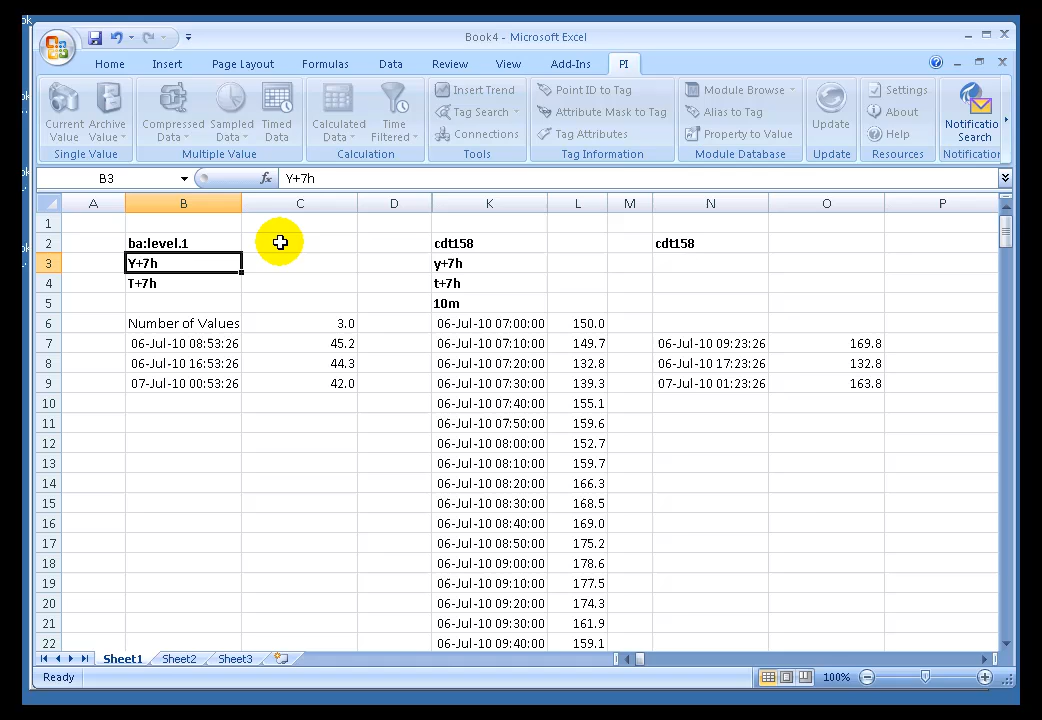 Book4 - Microsoft Excel
Home Insert Page Layout Formulas Data Review View Add-Ins PI
Current Value Archive Value Compressed Data Sampled Data Timed Data Calculated Data Time Filtered Insert Trend Tag Search Connections Point ID to Tag Attribute Mask to Tag Tag Attributes Module Browse Alias to Tag Property to Value Update Settings About Help Notificatio Search
Single Value Multiple Value Calculation Tools Tag Information Module Database Update Resources Notification
B3 fx Y+7h
A B C D K L M N O P
1
2 ba:level.1 cdt158 cdt158
3 Y+7h y+7h
4 T+7h t+7h
5 10m
6 Number of Values 3.0 06-Jul-10 07:00:00 150.0
7 06-Jul-10 08:53:26 45.2 06-Jul-10 07:10:00 149.7 06-Jul-10 09:23:26 169.8
8 06-Jul-10 16:53:26 44.3 06-Jul-10 07:20:00 132.8 06-Jul-10 17:23:26 132.8
9 07-Jul-10 00:53:26 42.0 06-Jul-10 07:30:00 139.3 07-Jul-10 01:23:26 163.8
10 06-Jul-10 07:40:00 155.1
11 06-Jul-10 07:50:00 159.6
12 06-Jul-10 08:00:00 152.7
13 06-Jul-10 08:10:00 159.7
14 06-Jul-10 08:20:00 166.3
15 06-Jul-10 08:30:00 168.5
16 06-Jul-10 08:40:00 169.0
17 06-Jul-10 08:50:00 175.2
18 06-Jul-10 09:00:00 178.6
19 06-Jul-10 09:10:00 177.5
20 06-Jul-10 09:20:00 174.3
21 06-Jul-10 09:30:00 161.9
22 06-Jul-10 09:40:00 159.1
Sheet1 Sheet2 Sheet3
Ready 100%